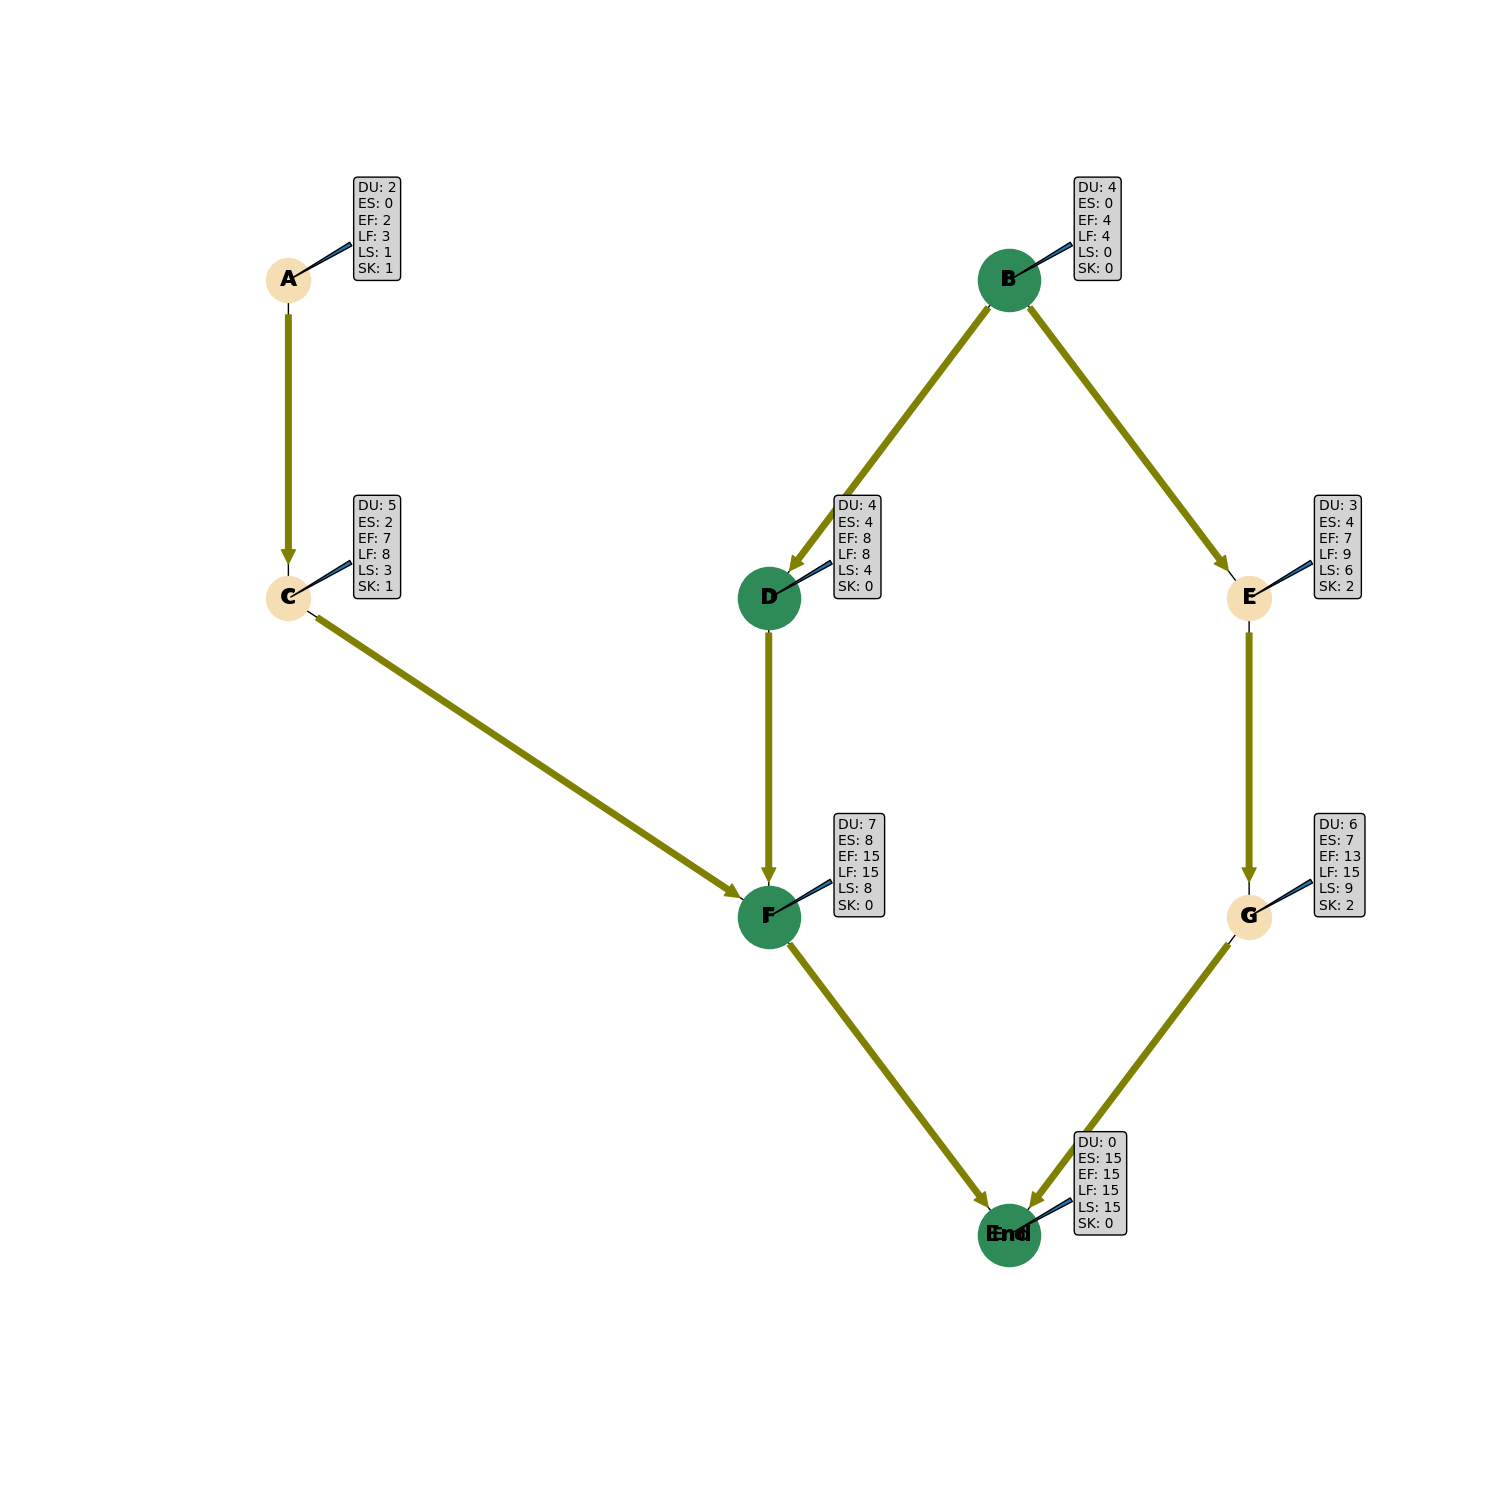 DU: 2
ES: 0
EF: 2
LF: 3
LS: 1
SK: 1
A
DU: 4
ES: 0
EF: 4
LF: 4
LS: 0
SK: 0
B
DU: 5
ES: 2
EF: 7
LF: 8
LS: 3
SK: 1
C
DU: 4
ES: 4
EF: 8
LF: 8
LS: 4
SK: 0
D
DU: 3
ES: 4
EF: 7
LF: 9
LS: 6
SK: 2
E
DU: 7
ES: 8
EF: 15
LF: 15
LS: 8
SK: 0
F
DU: 6
ES: 7
EF: 13
LF: 15
LS: 9
SK: 2
G
DU: 0
ES: 15
EF: 15
LF: 15
LS: 15
SK: 0
End